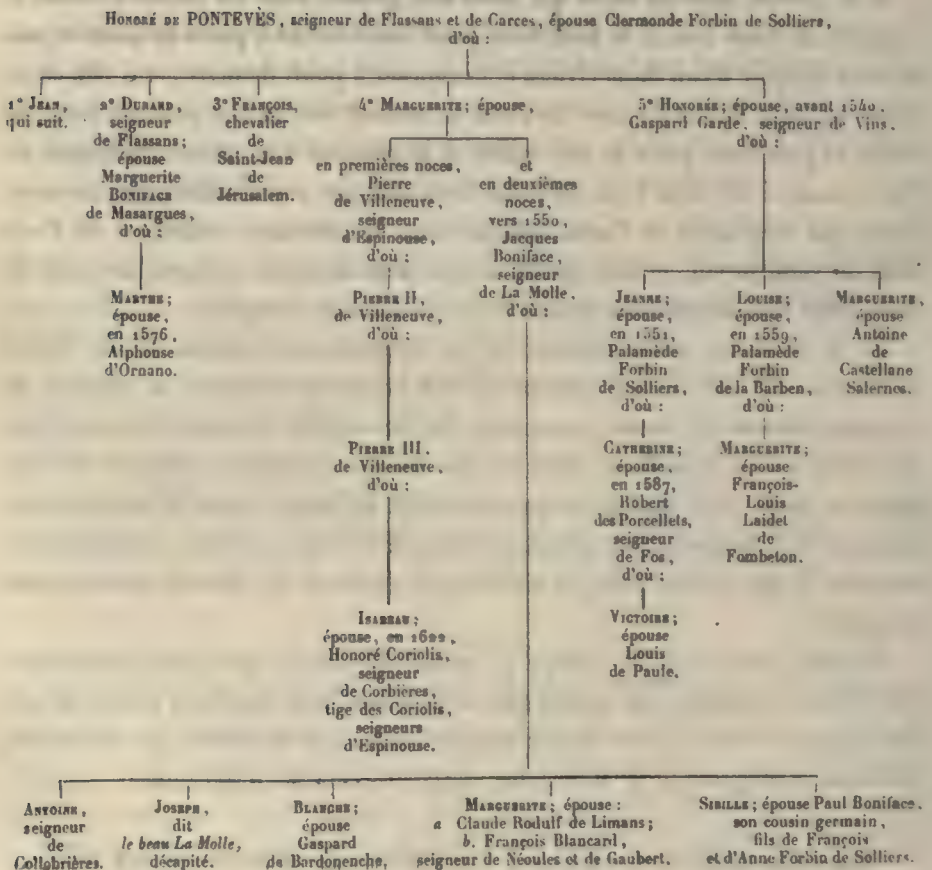 HONORÉ DE PONTEVÈS, seigneur de Flassans et de Carces, épouse Clermonde Forbin de Solliers,
d'où :
1° JEAN,
qui suit.
2° DURAND,
seigneur
de Flassans;
épouse
Marguerite
BONIFACE
de Masargues,
d'où :
MARTHE;
épouse,
en 1576,
Alphonse
d'Ornano.
3° FRANÇOIS,
chevalier
de
Saint-Jean
de
Jérusalem.
4° MARGUERITE; épouse,
en premières noces,
Pierre
de Villeneuve,
seigneur
d'Espinouse,
d'où :
PIERRE II,
de Villeneuve,
d'où :
PIERRE III.
de Villeneuve,
d'où :
ISABEAU;
épouse, en 1622,
Honoré Coriolis,
seigneur
de Corbières,
tige des Coriolis,
seigneurs
d'Espinouse.
et
en deuxièmes
noces,
vers 1550,
Jacques
Boniface,
seigneur
de La Molle,
d'où :
5° HONORÉE; épouse, avant 1540,
Gaspard Garde, seigneur de Vins,
d'où :
JEANNE;
épouse,
en 1551,
Palamède
Forbin
de Solliers,
d'où :
CATHERINE;
épouse,
en 1587,
Robert
des Porcellets,
seigneur
de Fos,
d'où :
VICTOIRE;
épouse
Louis
de Paule.
LOUISE;
épouse,
en 1559,
Palamède
Forbin
de la Barben,
d'où :
MARGUERITE;
épouse
François-
Louis
Laidet
de
Fombeton.
MARGUERITE,
épouse
Antoine
de
Castellane
Salernes.
ANTOINE,
seigneur
de
Collobrières.
JOSEPH,
dit
le beau La Molle,
décapité.
BLANCHE;
épouse
Gaspard
de Bardonenche,
MARGUERITE; épouse :
a Claude Rodulf de Limans;
b. François Blancard,
seigneur de Néoules et de Gaubert.
SIBILLE; épouse Paul Boniface,
son cousin germain,
fils de François
et d'Anne Forbin de Solliers.